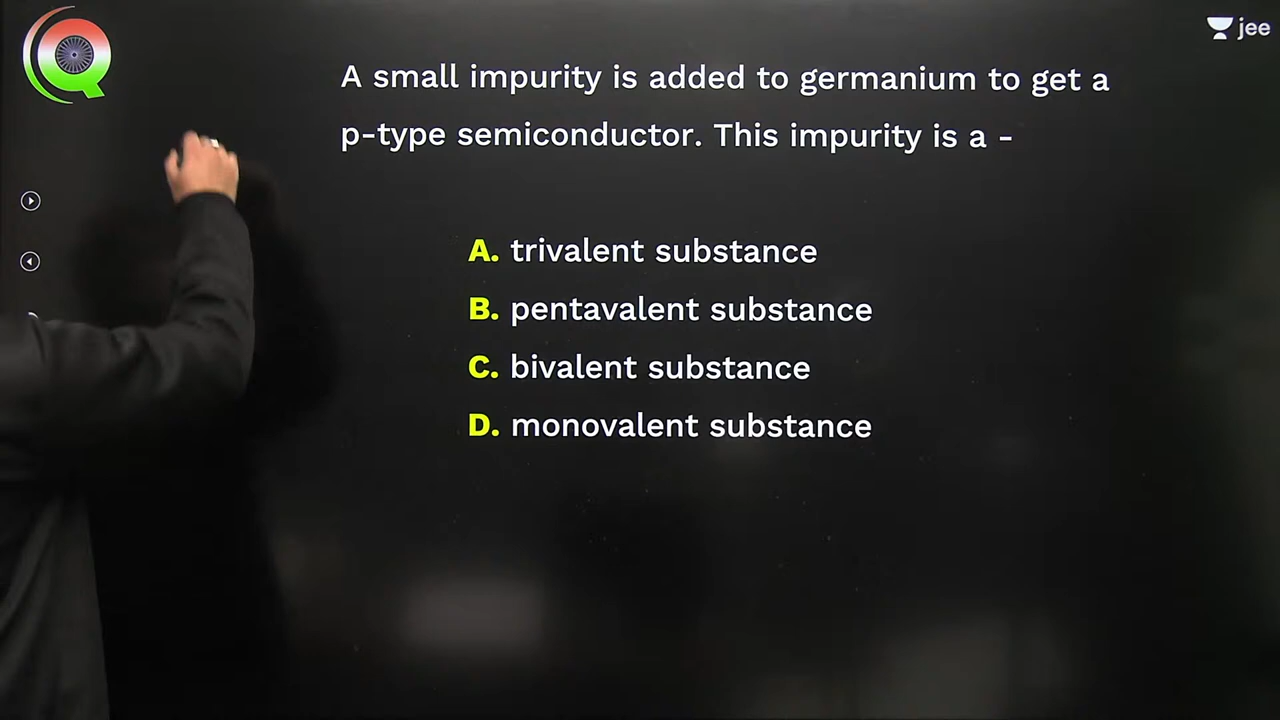 jee
A small impurity is added to germanium to get a
p-type semiconductor. This impurity is a -
A. trivalent substance
B. pentavalent substance
C. bivalent substance
D. monovalent substance